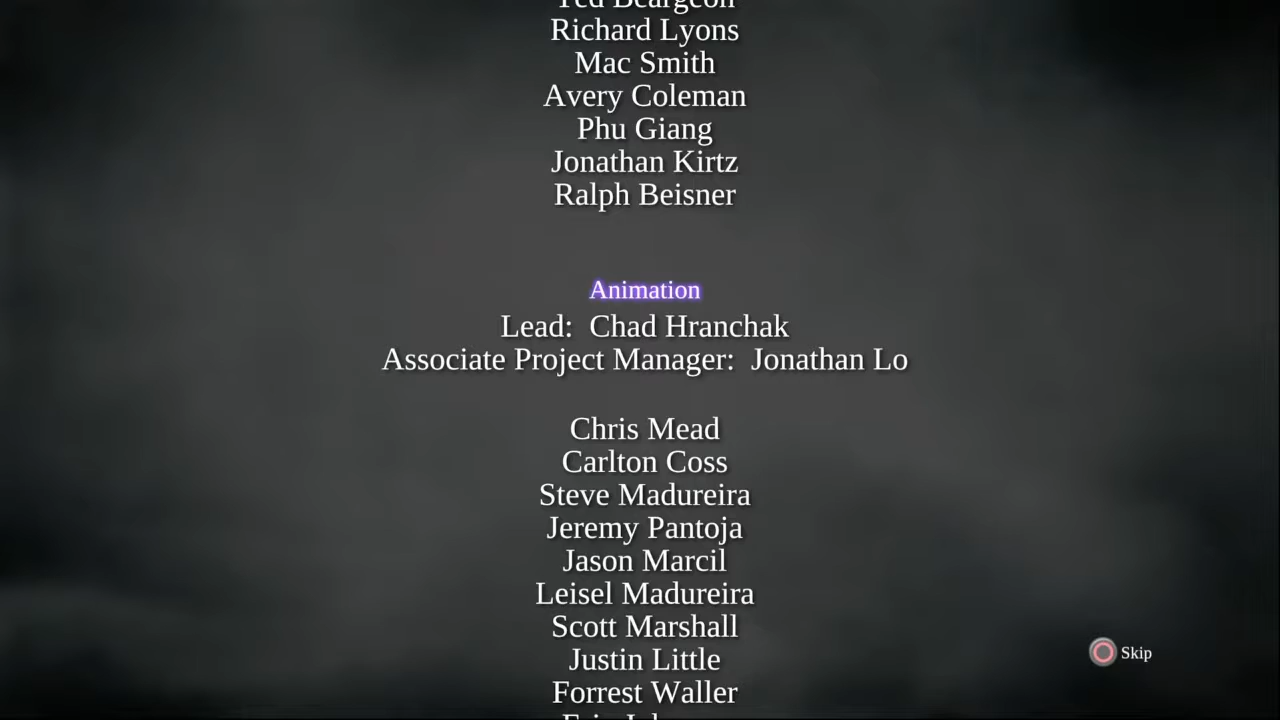 Ted Beargeon
Richard Lyons
Mac Smith
Avery Coleman
Phu Giang
Jonathan Kirtz
Ralph Beisner
Animation
Lead: Chad Hranchak
Associate Project Manager: Jonathan Lo
Chris Mead
Carlton Coss
Steve Madureira
Jeremy Pantoja
Jason Marcil
Leisel Madureira
Scott Marshall
Justin Little
Forrest Waller
Skip